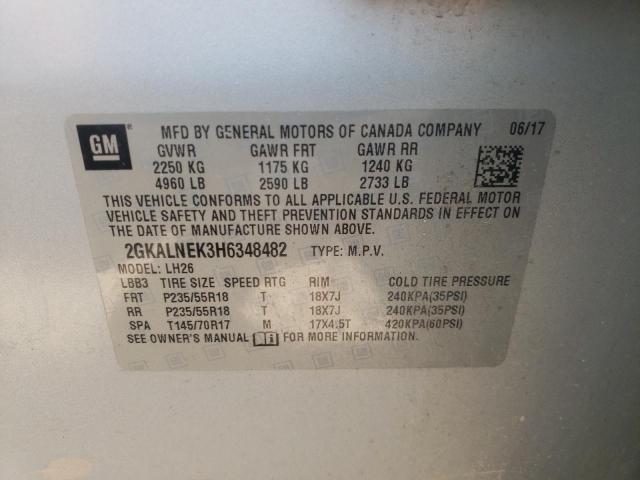 GM ®
MFD BY GENERAL MOTORS OF CANADA COMPANY 06/17
GVWR GAWR FRT GAWR RR
2250 KG 1175 KG 1240 KG
4960 LB 2590 LB 2733 LB
THIS VEHICLE CONFORMS TO ALL APPLICABLE U.S. FEDERAL MOTOR
VEHICLE SAFETY AND THEFT PREVENTION STANDARDS IN EFFECT ON
THE DATE OF MANUFACTURE SHOWN ABOVE.
2GKALNEK3H6348482 TYPE: M.P.V.
MODEL: LH26
LBB3 TIRE SIZE SPEED RTG RIM COLD TIRE PRESSURE
FRT P235/55R18 T 18X7J 240KPA(35PSI)
RR P235/55R18 T 18X7J 240KPA(35PSI)
SPA T145/70R17 M 17X4.5T 420KPA(60PSI)
SEE OWNER'S MANUAL i FOR MORE INFORMATION.